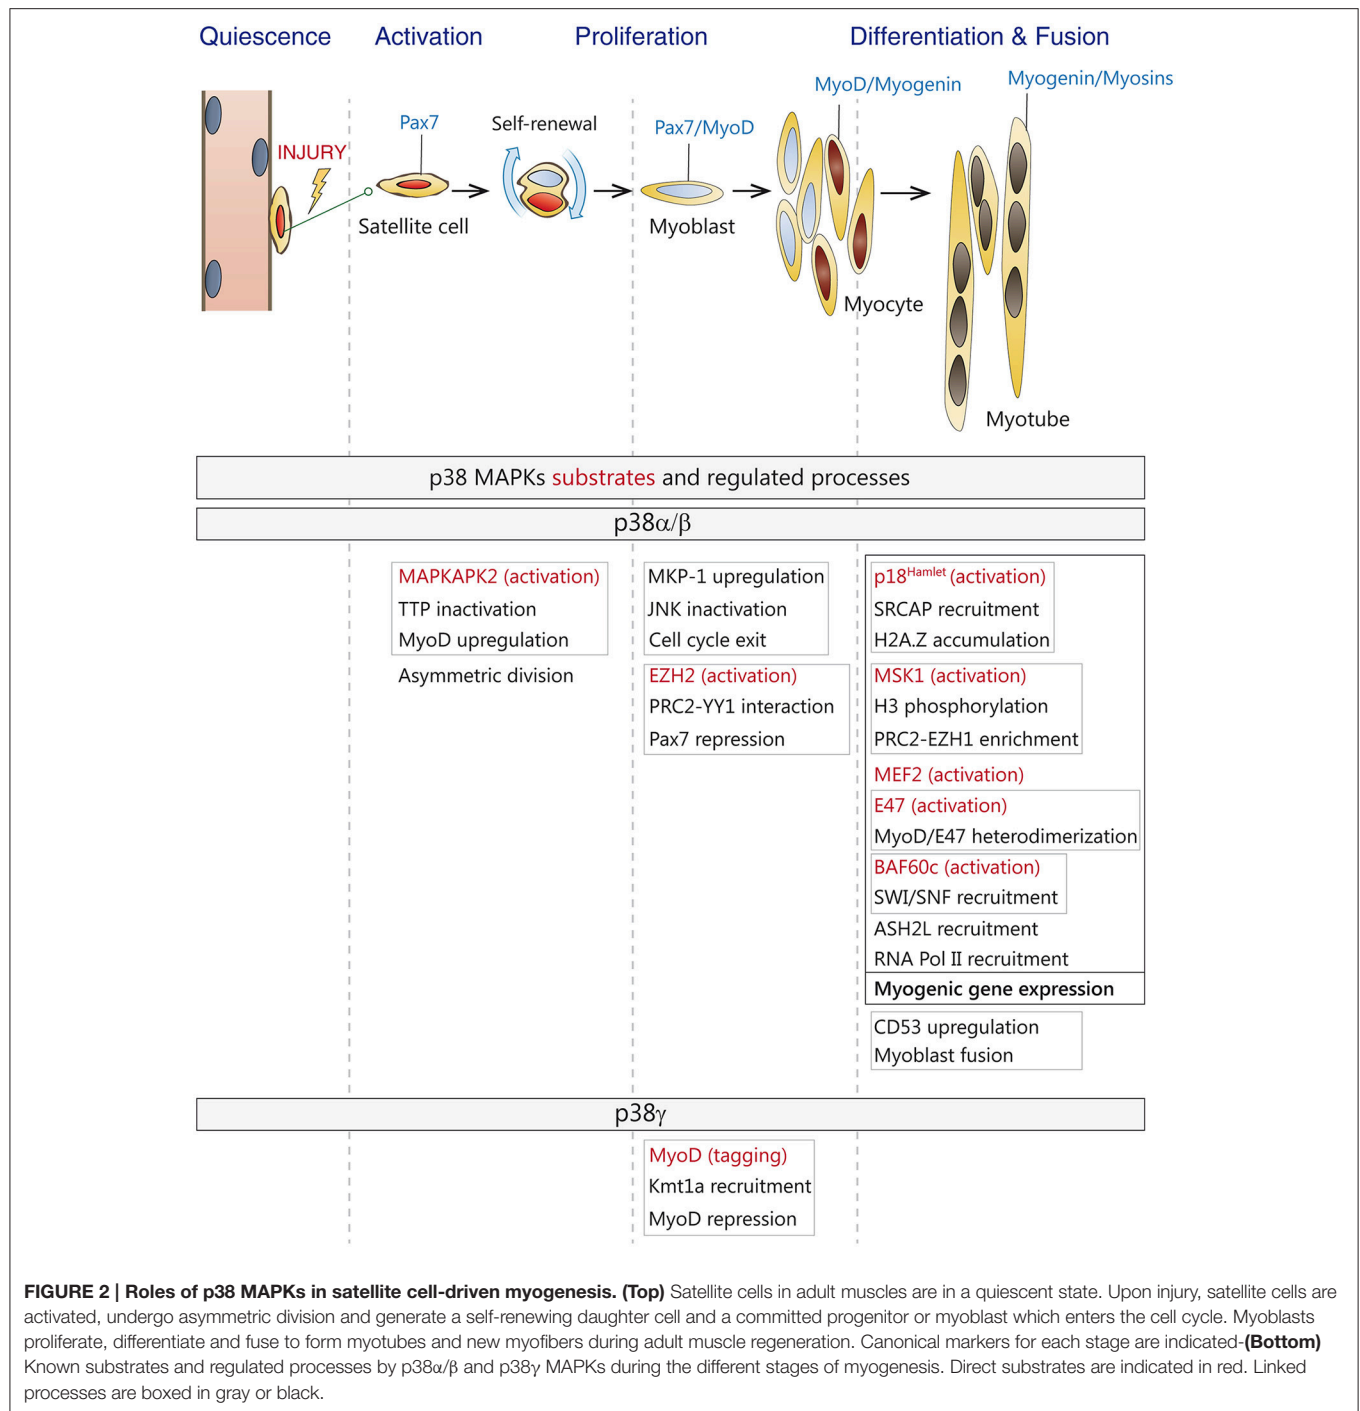 Quiescence
Activation
Proliferation
Differentiation & Fusion
MyoD/Myogenin
Myogenin/Myosins
Pax7
Self-renewal
Pax7/MyoD
INJURY
Satellite cell
Myoblast
Myocyte
Myotube
p38 MAPKs substrates and regulated processes
p38α/β
MAPKAPK2 (activation)
TTP inactivation
MyoD upregulation
Asymmetric division
MKP-1 upregulation
JNK inactivation
Cell cycle exit
EZH2 (activation)
PRC2-YY1 interaction
Pax7 repression
p18Hamlet (activation)
SRCAP recruitment
H2A.Z accumulation
MSK1 (activation)
H3 phosphorylation
PRC2-EZH1 enrichment
MEF2 (activation)
E47 (activation)
MyoD/E47 heterodimerization
BAF60c (activation)
SWI/SNF recruitment
ASH2L recruitment
RNA Pol II recruitment
Myogenic gene expression
CD53 upregulation
Myoblast fusion
p38γ
MyoD (tagging)
Kmt1a recruitment
MyoD repression
FIGURE 2 | Roles of p38 MAPKs in satellite cell-driven myogenesis. (Top) Satellite cells in adult muscles are in a quiescent state. Upon injury, satellite cells are
activated, undergo asymmetric division and generate a self-renewing daughter cell and a committed progenitor or myoblast which enters the cell cycle. Myoblasts
proliferate, differentiate and fuse to form myotubes and new myofibers during adult muscle regeneration. Canonical markers for each stage are indicated-(Bottom)
Known substrates and regulated processes by p38α/β and p38γ MAPKs during the different stages of myogenesis. Direct substrates are indicated in red. Linked
processes are boxed in gray or black.